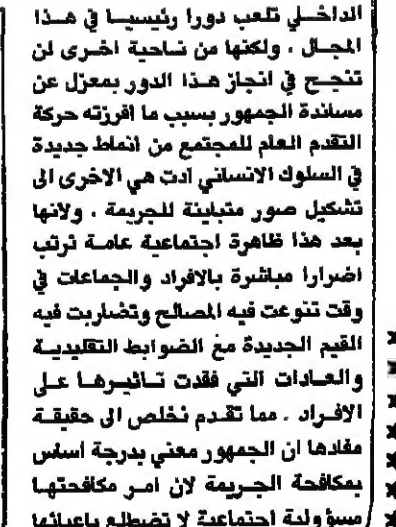 الداخلي تلعب دورا رئيسيا في هذا
المجال ، ولكنها من ناحية اخرى لن
تنجح في انجاز هذا الدور بمعزل عن
مساندة الجمهور بسبب ما افرزته حركة
التقدم العام للمجتمع من انماط جديدة
في السلوك الانساني ادت هي الاخرى الى
تشكيل صور متباينة للجريمة . ولانها
بعد هذا ظاهرة اجتماعية عامة ترتب
اضرارا مباشرة بالافراد والجماعات في
وقت تنوعت فيه المصالح وتضاربت فيه
القيم الجديدة مع الضوابط التقليدية
والعادات التي فقدت تاثيرها على
الافراد . مما تقدم نخلص الى حقيقة
مفادها ان الجمهور معني بدرجة اساس
بمكافحة الجريمة لان امر مكافحتها
مسؤولية اجتماعية لا تضطلع باعبائها